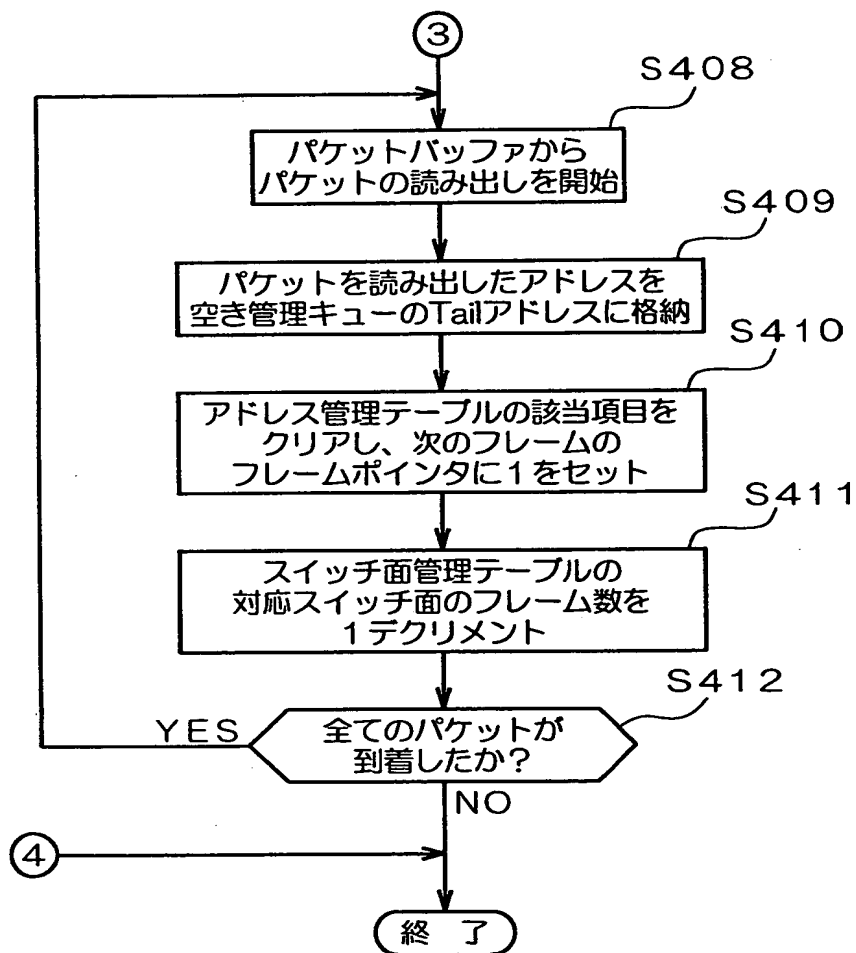 ③
S408
パケットバッファから
パケットの読み出しを開始
S409
パケットを読み出したアドレスを
空き管理キューのTailアドレスに格納
S410
アドレス管理テーブルの該当項目を
クリアし、次のフレームの
フレームポインタに1をセット
S411
スイッチ面管理テーブルの
対応スイッチ面のフレーム数を
1デクリメント
S412
YES
全てのパケットが
到着したか?
NO
④
終 了